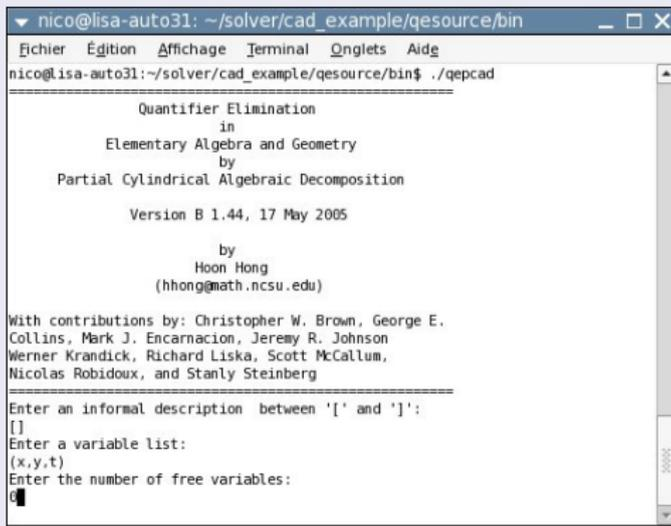 nico@lisa-auto31: ~/solver/cad_example/qesource/bin
Fichier Édition Affichage Terminal Onglets Aide
nico@lisa-auto31:~/solver/cad_example/qesource/bin$ ./qepcad
=======================================================
Quantifier Elimination
in
Elementary Algebra and Geometry
by
Partial Cylindrical Algebraic Decomposition
Version B 1.44, 17 May 2005
by
Hoon Hong
(hhong@math.ncsu.edu)
With contributions by: Christopher W. Brown, George E.
Collins, Mark J. Encarnacion, Jeremy R. Johnson
Werner Krandick, Richard Liska, Scott McCallum,
Nicolas Robidoux, and Stanly Steinberg
=======================================================
Enter an informal description  between '[' and ']':
[]
Enter a variable list:
(x,y,t)
Enter the number of free variables:
0